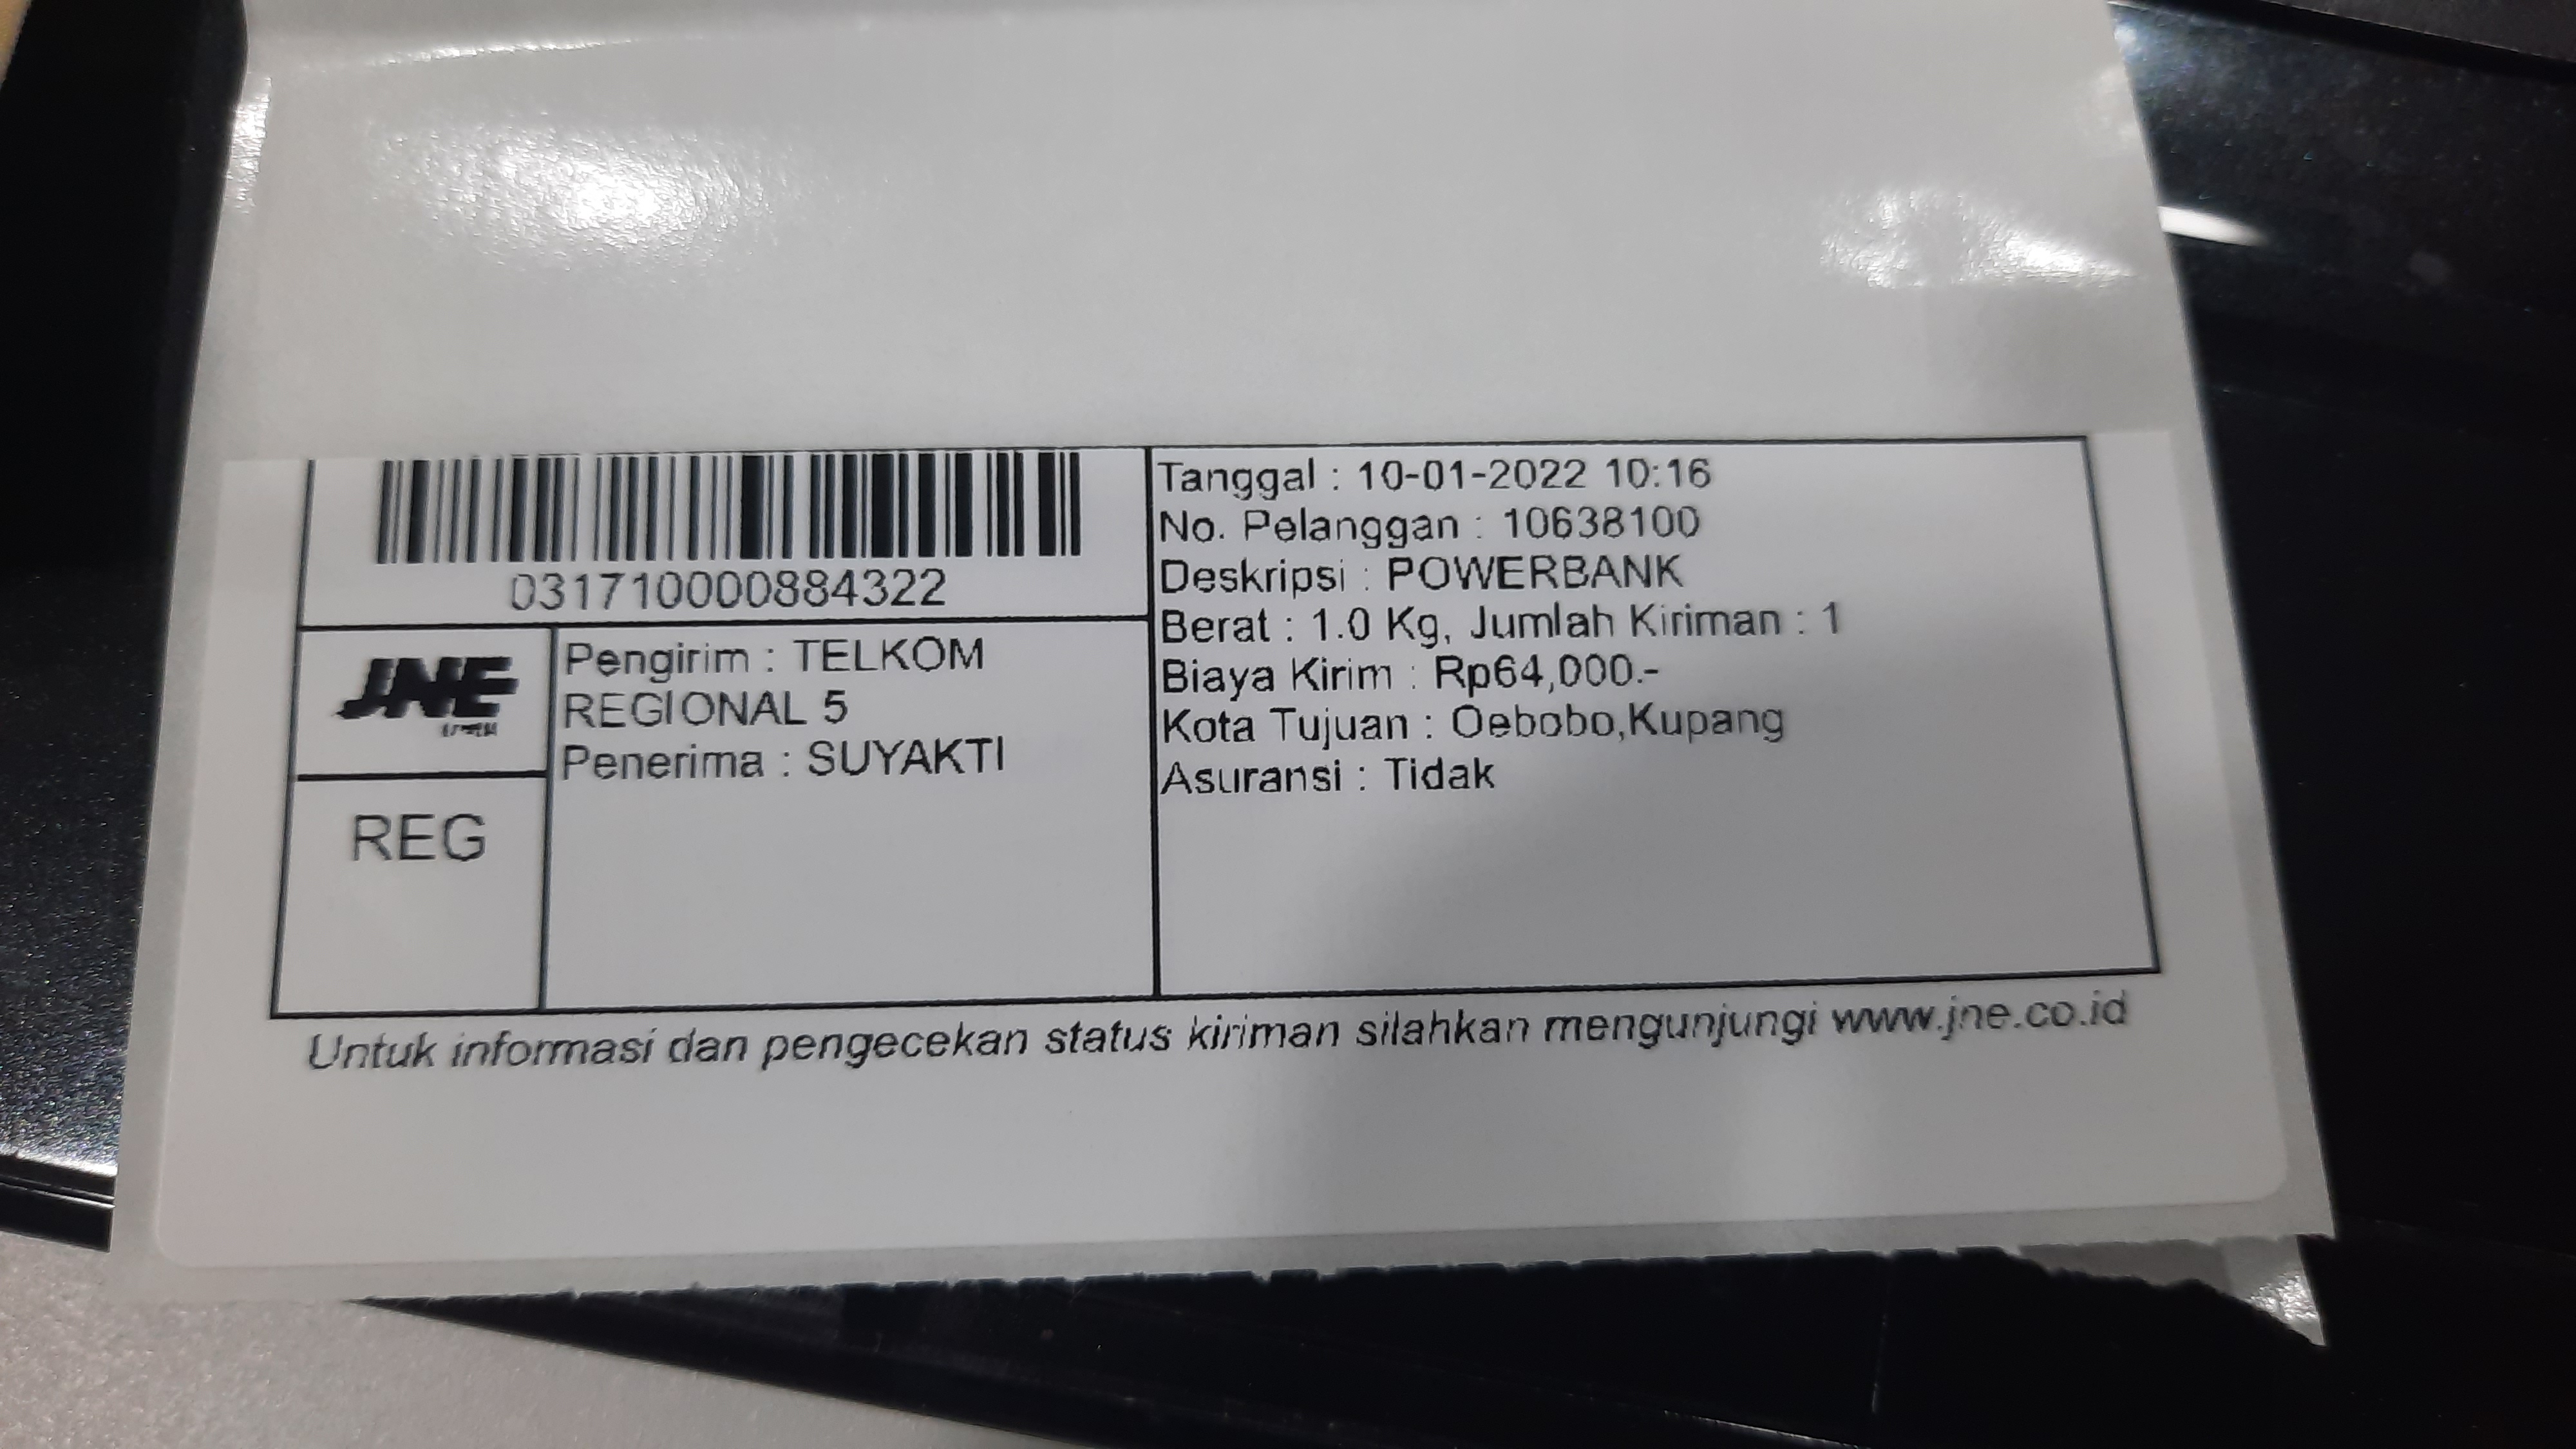 0317100008843​22
JNE
REG
Pengirim : TELKOM
REGIONAL 5
Penerima : SUYAKTI
Tanggal : 10-01-2022 10:16
No. Pelanggan : 10638100
Deskripsi : POWERBANK
Berat : 1.0 Kg, Jumlah Kiriman : 1
Biaya Kirim : Rp64,000.-
Kota Tujuan : Oebobo,Kupang
Asuransi : Tidak
Untuk informasi dan pengecekan status kiriman silahkan mengunjungi www.jne.co.id